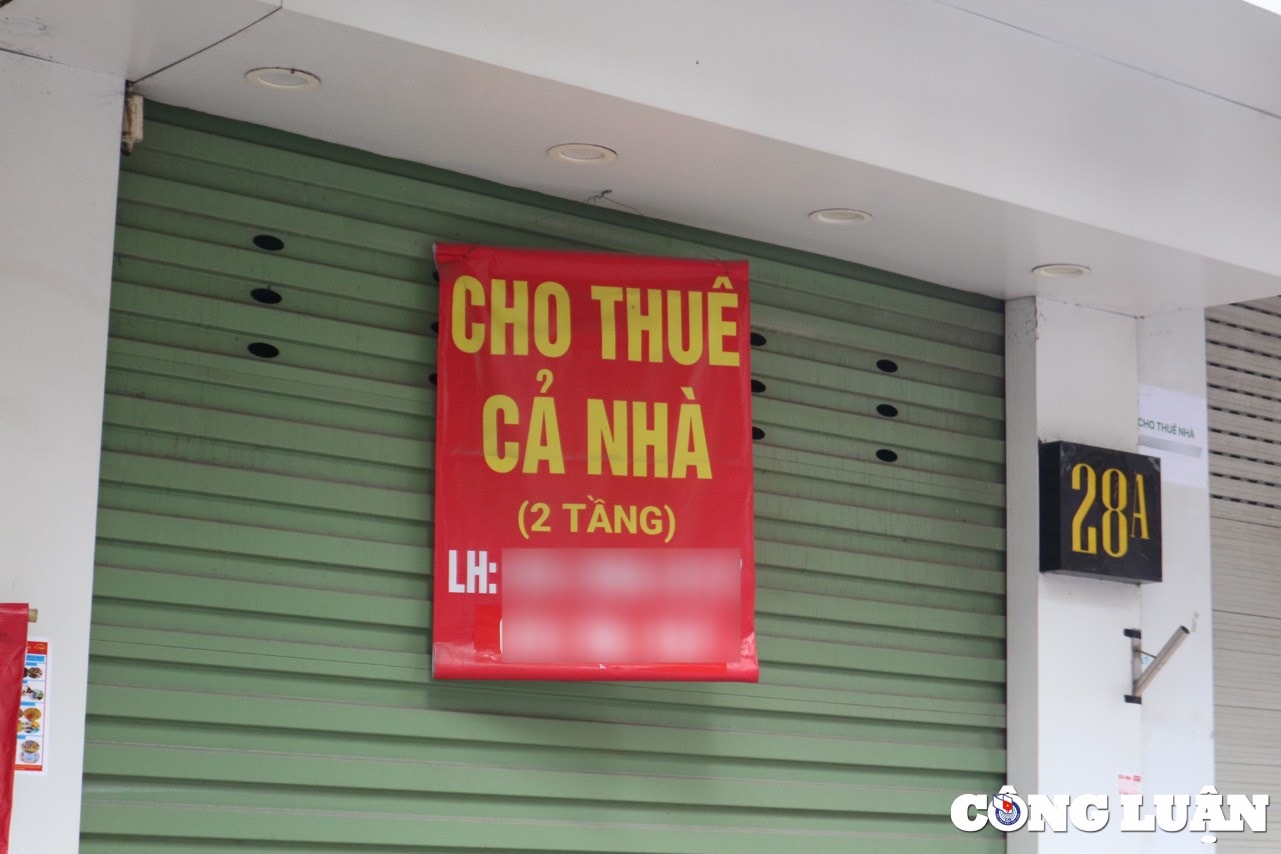 CHO THUÊ
CẢ NHÀ
(2 TẦNG)
LH:
CHO THUÊ NHÀ
28A
CÔNG LUẬN